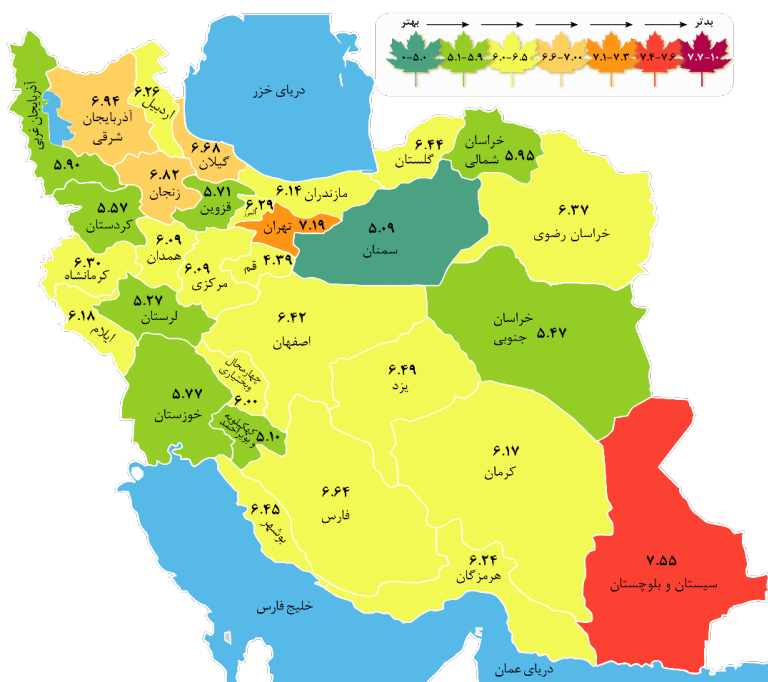 بهتر
بدتر
۰-۵.۰
۵.۱-۵.۹
۶.۰-۶.۵
۶.۶-۷.۰۰
۷.۱-۷.۳
۷.۴-۷.۶
۷.۷-۱۰
دریای خزر
آذربایجان غربی
۵.۹۰
۶.۹۴
آذربایجان
شرقی
۶.۲۶
اردبیل
۶.۶۸
گیلان
۶.۸۲
زنجان
۵.۵۷
کردستان
۵.۷۱
قزوین
۶.۲۹
البرز
۶.۱۴ مازندران
۶.۴۴
گلستان
خراسان
شمالی
۵.۹۵
۶.۳۷
خراسان رضوی
تهران ۷.۱۹
۵.۰۹
سمنان
۶.۰۹
همدان
۶.۰۹
مرکزی
قم ۴.۳۹
۶.۳۰
کرمانشاه
۶.۱۸
ایلام
۵.۲۷
لرستان
۶.۴۲
اصفهان
خراسان
جنوبی
۵.۴۷
۶.۴۹
یزد
چهارمحال
وبختیاری
۶.۰۰
۵.۷۷
خوزستان
کهکیلویه
و بویراحمد
۵.۱۰
۶.۱۷
کرمان
۶.۶۴
فارس
۶.۴۵
بوشهر
۶.۲۴
هرمزگان
۷.۵۵
سیستان و بلوچستان
خلیج فارس
دریای عمان